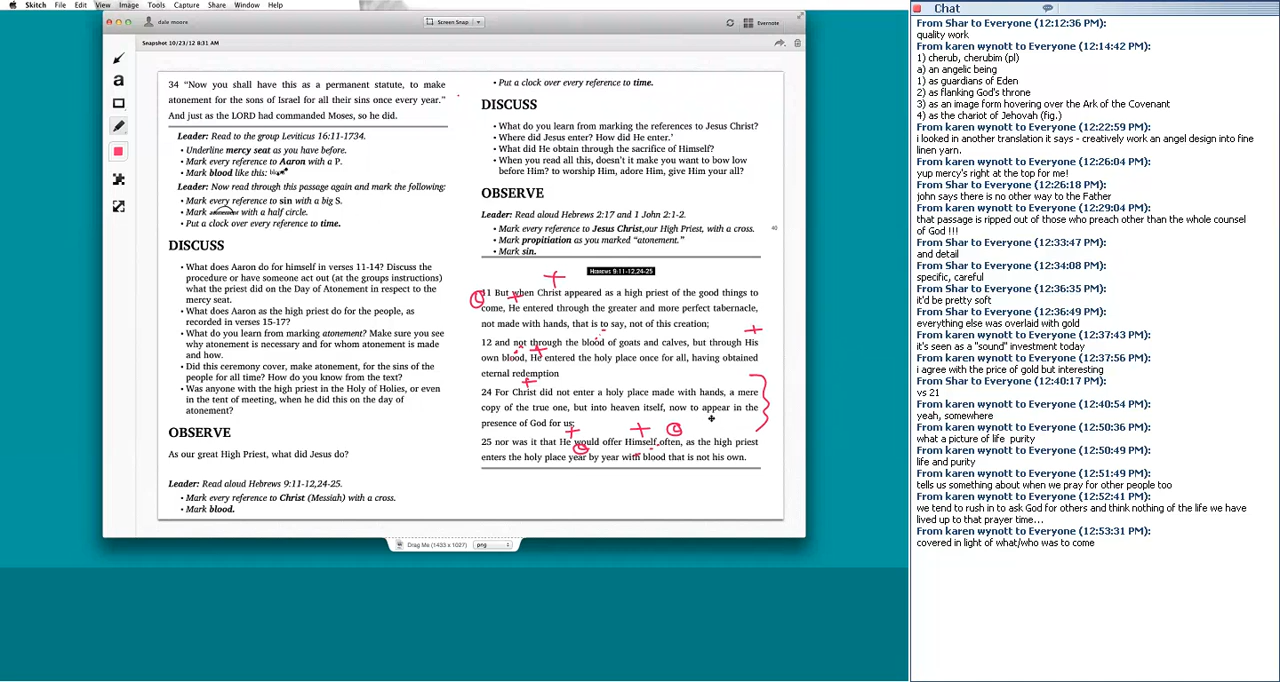 Skitch File Edit View Image Tools Capture Share Window Help
dale moore
Screen Snap
Evernote
Snapshot 10/23/12 8:31 AM
a
34 “Now you shall have this as a permanent statute, to make
atonement for the sons of Israel for all their sins once every year.”
And just as the LORD had commanded Moses, so he did.
Leader: Read to the group Leviticus 16:11-1734.
• Underline mercy seat as you have before.
• Mark every reference to Aaron with a P.
• Mark blood like this:
Leader: Now read through this passage again and mark the following:
• Mark every reference to sin with a big S.
• Mark atonement with a half circle.
• Put a clock over every reference to time.
DISCUSS
• What does Aaron do for himself in verses 11-14? Discuss the
procedure or have someone act out (at the groups instructions)
what the priest did on the Day of Atonement in respect to the
mercy seat.
• What does Aaron as the high priest do for the people, as
recorded in verses 15-17?
• What do you learn from marking atonement? Make sure you see
why atonement is necessary and for whom atonement is made
and how.
• Did this ceremony cover, make atonement, for the sins of the
people for all time? How do you know from the text?
• Was anyone with the high priest in the Holy of Holies, or even
in the tent of meeting, when he did this on the day of
atonement?
OBSERVE
As our great High Priest, what did Jesus do?
Leader: Read aloud Hebrews 9:11-12,24-25.
• Mark every reference to Christ (Messiah) with a cross.
• Mark blood.
• Put a clock over every reference to time.
DISCUSS
• What do you learn from marking the references to Jesus Christ?
• Where did Jesus enter? How did He enter.’
• What did He obtain through the sacrifice of Himself?
• When you read all this, doesn’t it make you want to bow low
before Him? to worship Him, adore Him, give Him your all?
OBSERVE
Leader: Read aloud Hebrews 2:17 and 1 John 2:1-2.
• Mark every reference to Jesus Christ,our High Priest, with a cross.
• Mark propitiation as you marked “atonement.”
• Mark sin.
40
HEBREWS 9:11-12,24-25
11 But when Christ appeared as a high priest of the good things to
come, He entered through the greater and more perfect tabernacle,
not made with hands, that is to say, not of this creation;
12 and not through the blood of goats and calves, but through His
own blood, He entered the holy place once for all, having obtained
eternal redemption
24 For Christ did not enter a holy place made with hands, a mere
copy of the true one, but into heaven itself, now to appear in the
presence of God for us;
25 nor was it that He would offer Himself often, as the high priest
enters the holy place year by year with blood that is not his own.
Drag Me (1433 x 1027) png
Chat
From Shar to Everyone (12:12:36 PM):
quality work
From karen wynott to Everyone (12:14:42 PM):
1) cherub, cherubim (pl)
a) an angelic being
1) as guardians of Eden
2) as flanking God's throne
3) as an image form hovering over the Ark of the Covenant
4) as the chariot of Jehovah (fig.)
From karen wynott to Everyone (12:22:59 PM):
i looked in another translation it says - creatively work an angel design into fine
linen yarn.
From karen wynott to Everyone (12:26:04 PM):
yup mercy's right at the top for me!
From Shar to Everyone (12:26:18 PM):
john says there is no other way to the Father
From Shar to Everyone (12:29:04 PM):
that passage is ripped out of those who preach other than the whole counsel
of God !!!
From karen wynott to Everyone (12:33:47 PM):
and detail
From karen wynott to Everyone (12:34:08 PM):
specific, careful
From karen wynott to Everyone (12:36:35 PM):
it'd be pretty soft
From karen wynott to Everyone (12:36:49 PM):
everything else was overlaid with gold
From karen wynott to Everyone (12:37:43 PM):
it's seen as a "sound" investment today
From karen wynott to Everyone (12:37:56 PM):
i agree with the price of gold but interesting
From Shar to Everyone (12:40:17 PM):
vs 21
From karen wynott to Everyone (12:40:54 PM):
yeah, somewhere
From karen wynott to Everyone (12:50:36 PM):
what a picture of life purity
From karen wynott to Everyone (12:50:49 PM):
life and purity
From karen wynott to Everyone (12:51:49 PM):
tells us something about when we pray for other people too
From karen wynott to Everyone (12:52:41 PM):
we tend to rush in to ask God for others and think nothing of the life we have
lived up to that prayer time...
From karen wynott to Everyone (12:53:31 PM):
covered in light of what/who was to come